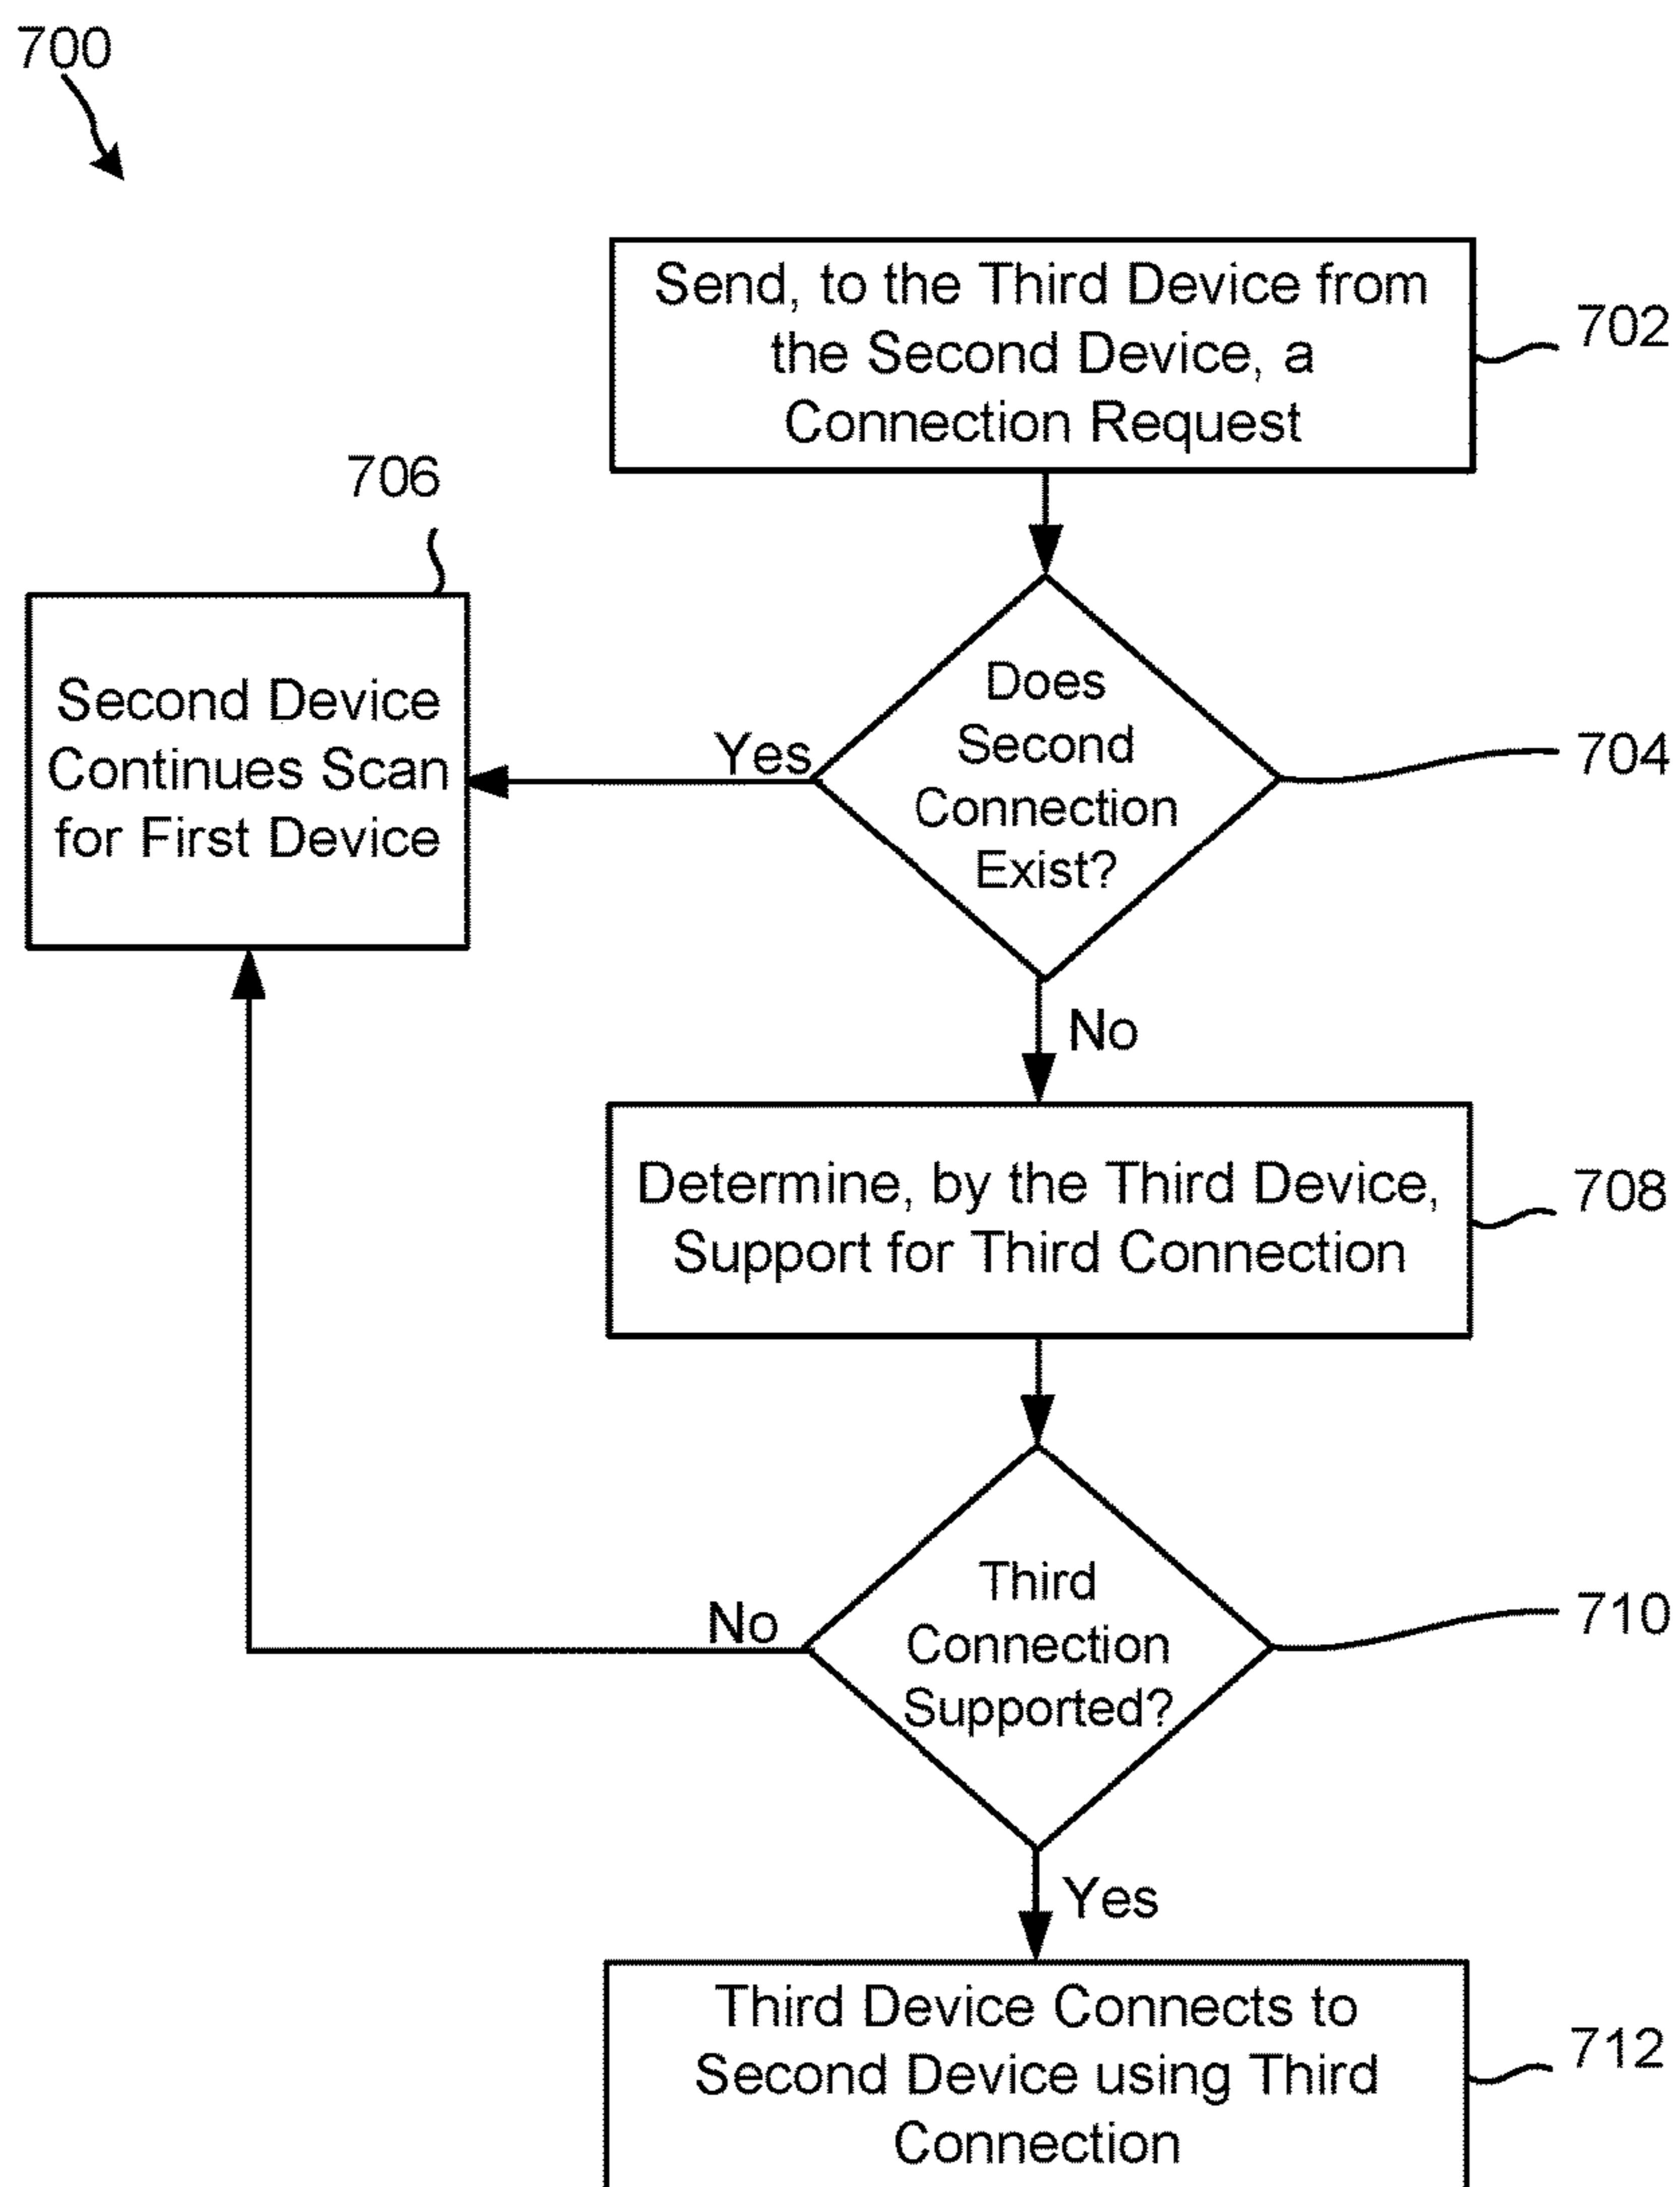 700
Send, to the Third Device from
the Second Device, a
Connection Request
702
706
Second Device
Continues Scan
for First Device
Yes
Does
Second
Connection
Exist?
704
No
Determine, by the Third Device,
Support for Third Connection
708
No
Third
Connection
Supported?
710
Yes
Third Device Connects to
Second Device using Third
Connection
712